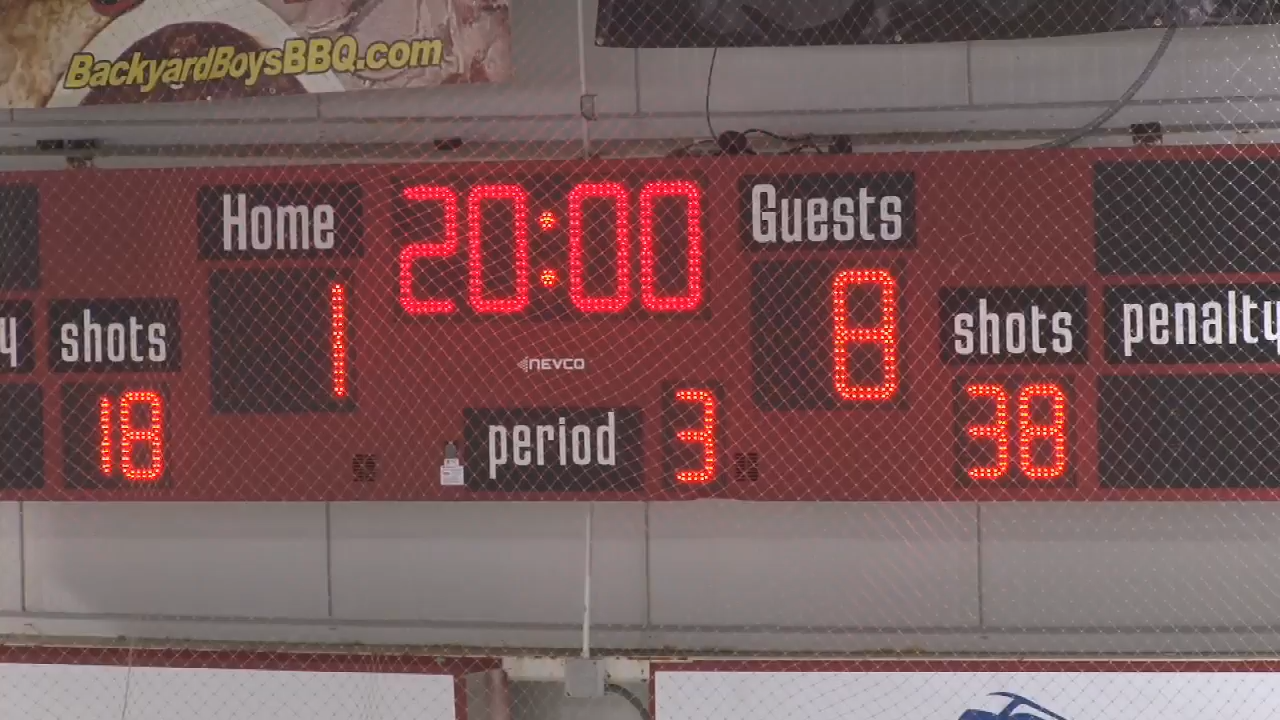 BackyardBoysBBQ.com
Home 20:00 Guests
y shots 1 8 shots penalty
NEVCO
18 period 3 38